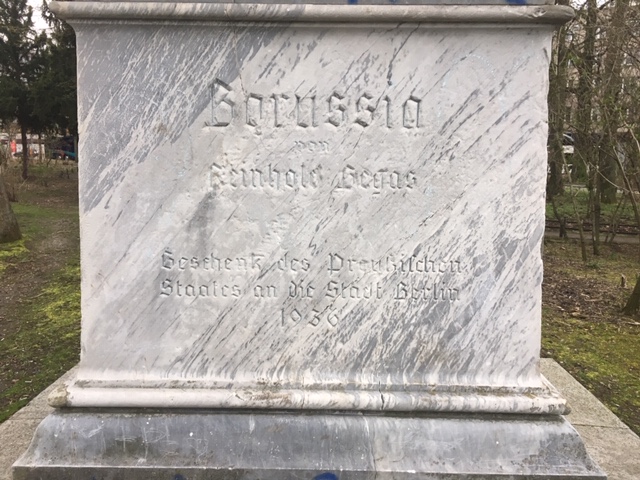 Borussia
von
Reinhold Begas
Geschenk des Preußischen
Staates an die Stadt Berlin
1936